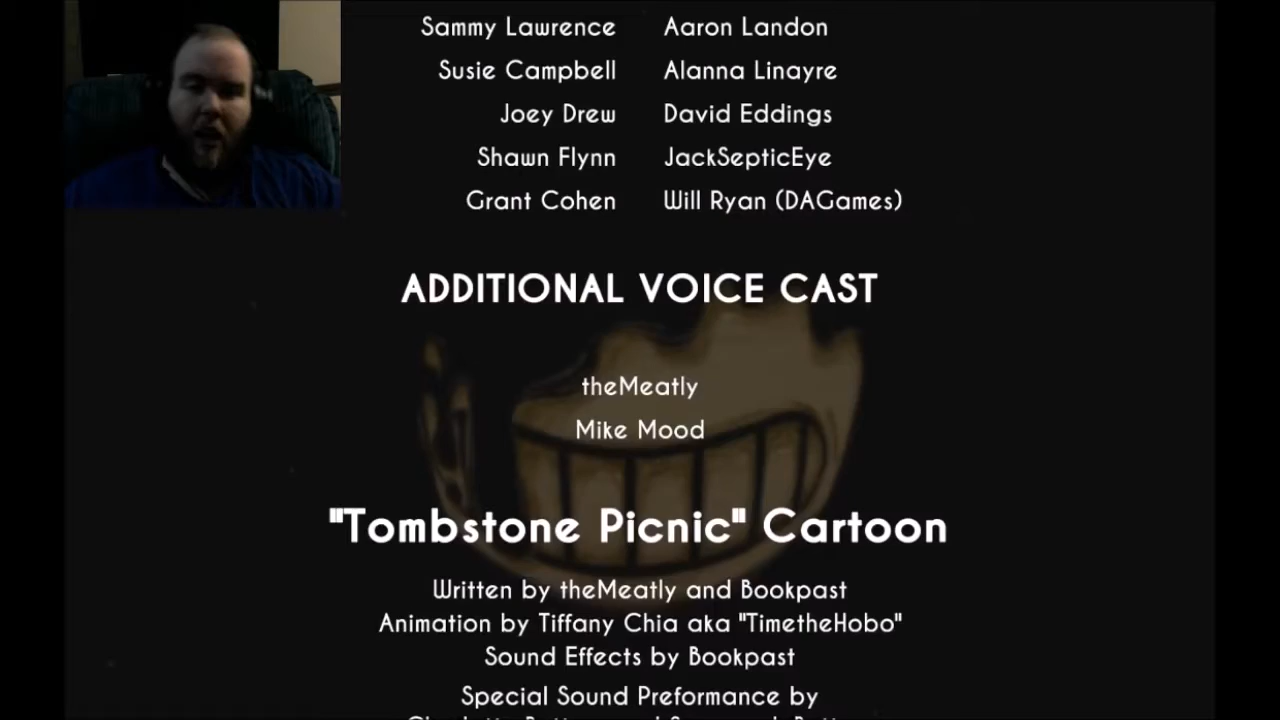 Sammy Lawrence Aaron Landon
Susie Campbell Alanna Linayre
Joey Drew David Eddings
Shawn Flynn JackSepticEye
Grant Cohen Will Ryan (DAGames)
ADDITIONAL VOICE CAST
theMeatly
Mike Mood
"Tombstone Picnic" Cartoon
Written by theMeatly and Bookpast
Animation by Tiffany Chia aka "TimetheHobo"
Sound Effects by Bookpast
Special Sound Preformance by